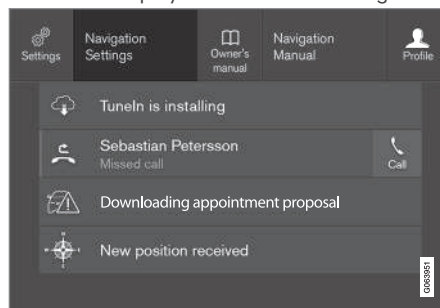 Navigation
Settings
Settings
Owner's
manual
Navigation
Manual
Profile
TuneIn is installing
Sebastian Petersson
Missed call
Call
Downloading appointment proposal
New position received
G063951